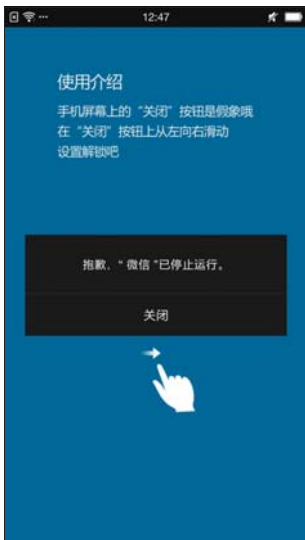 12:47
使用介绍
手机屏幕上的“关闭”按钮是假象哦
在“关闭”按钮上从左向右滑动
设置解锁吧
抱歉，“微信”已停止运行。
关闭